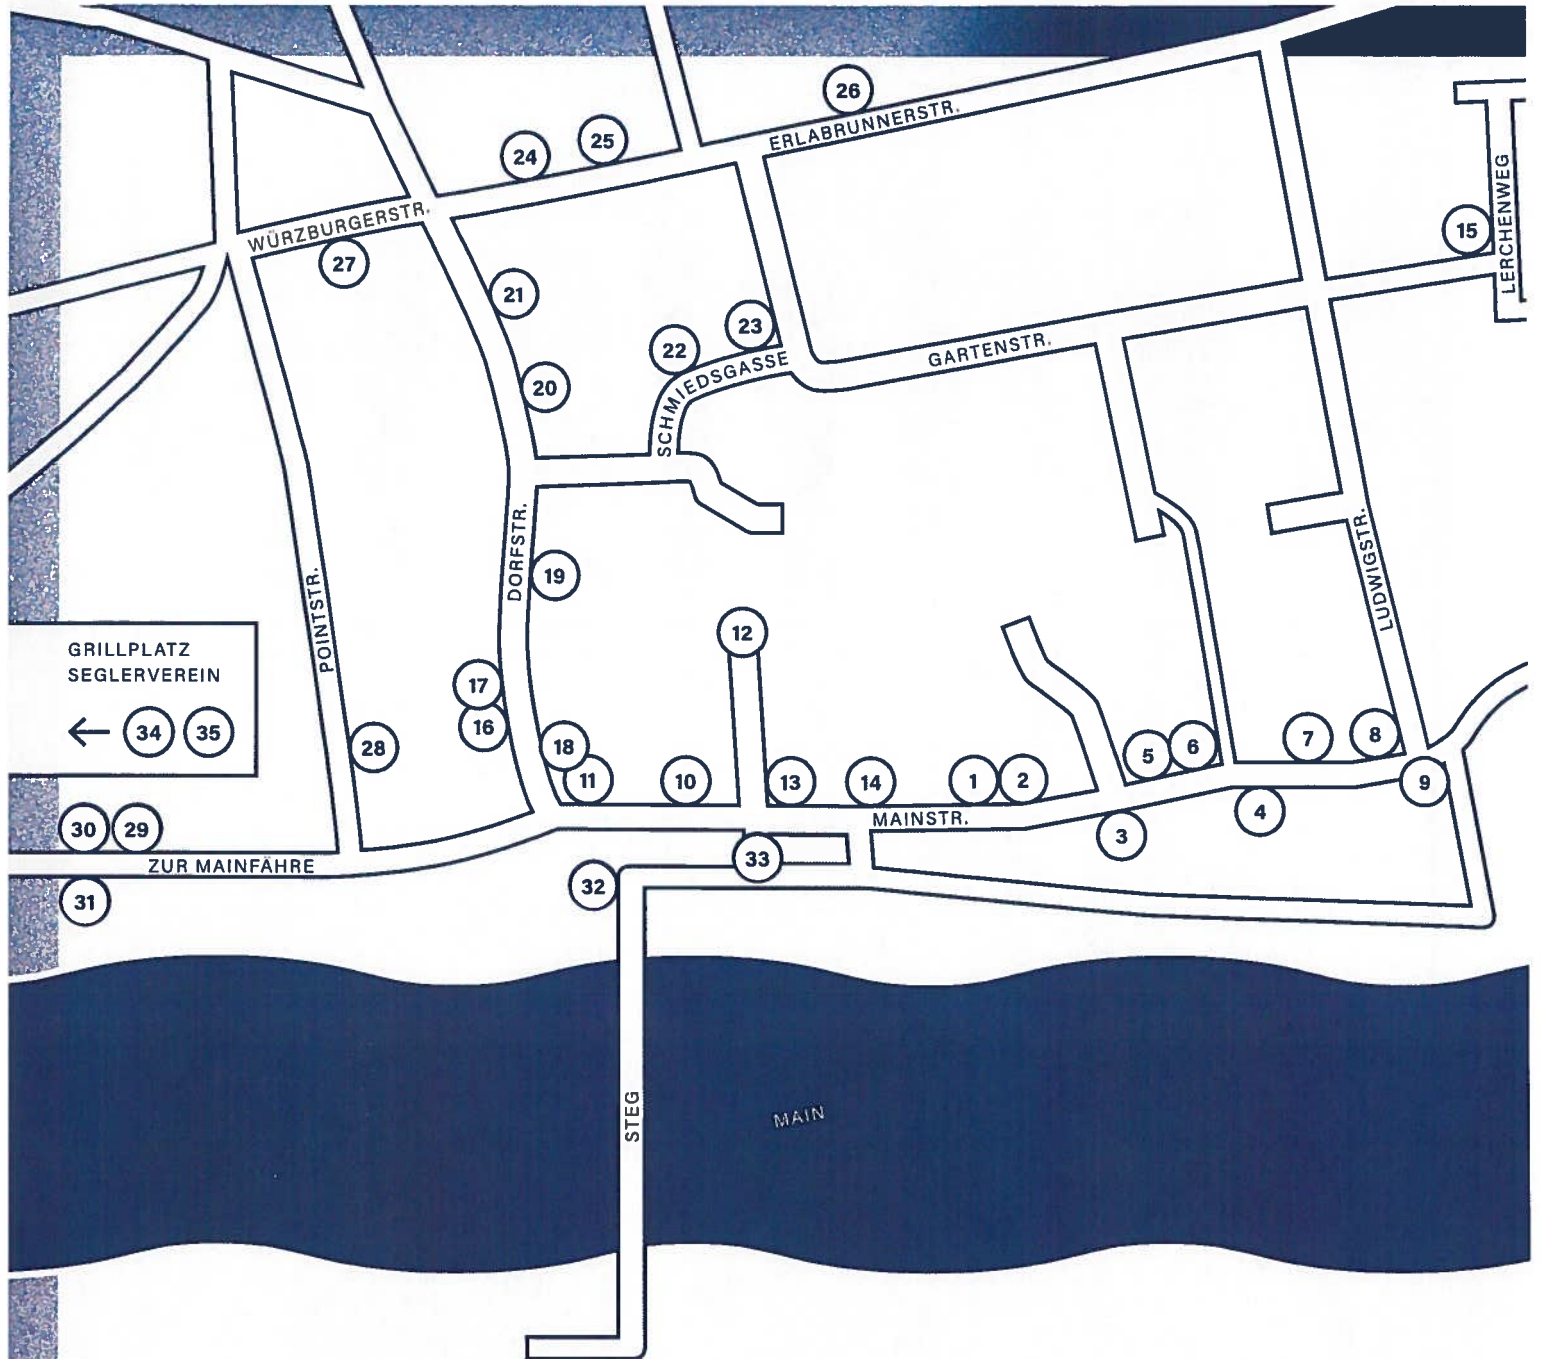 26
ERLABRUNNERSTR.
25
24
LERCHENWEG
15
WÜRZBURGERSTR.
27
21
23
22
SCHMIEDSGASSE
GARTENSTR.
20
DORFSTR.
19
LUDWIGSTR.
POINTSTR.
12
GRILLPLATZ
SEGLERVEREIN
← 34 35
17
16
28
18
11
10
13
14
1
2
5
6
7
8
9
4
3
MAINSTR.
30 29
ZUR MAINFÄHRE
31
32
33
STEG
MAIN